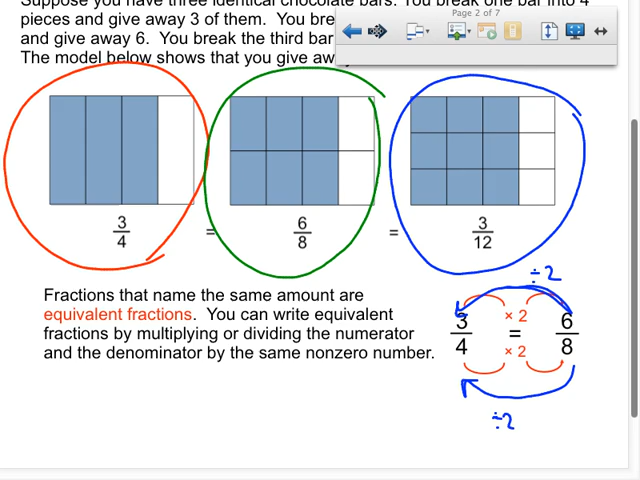 Suppose you have three identical chocolate bars. You break one bar into 4
pieces and give away 3 of them. You bre
and give away 6. You break the third bar
The model below shows that you give aw
Page 2 of 7
3/4 = 6/8 = 3/12
Fractions that name the same amount are
equivalent fractions. You can write equivalent
fractions by multiplying or dividing the numerator
and the denominator by the same nonzero number.
÷2
× 2
3/4 = 6/8
× 2
÷2